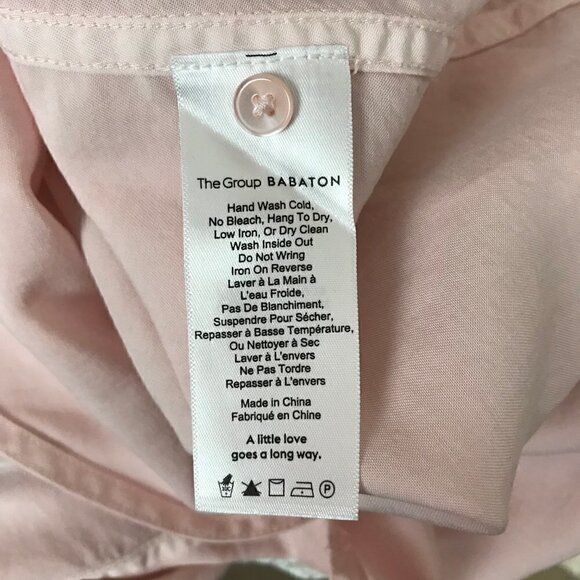 The Group BABATON
Hand Wash Cold,
No Bleach, Hang To Dry,
Low Iron, Or Dry Clean
Wash Inside Out
Do Not Wring
Iron On Reverse
Laver À La Main à
L'eau Froide,
Pas De Blanchiment,
Suspendre Pour Sécher,
Repasser à Basse Température,
Ou Nettoyer à Sec
Laver à L'envers
Ne Pas Tordre
Repasser à L'envers
Made in China
Fabriqué en Chine
A little love
goes a long way.
P